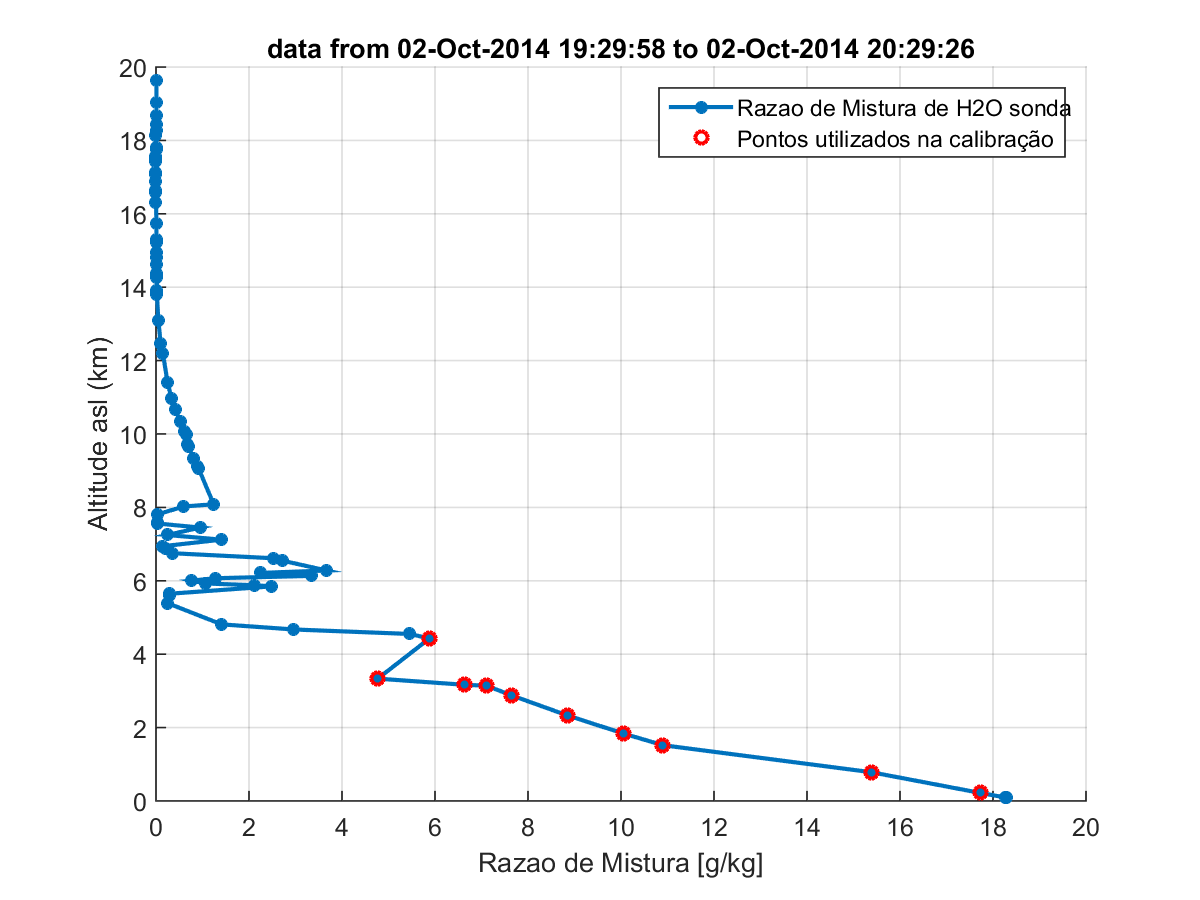 data from 02-Oct-2014 19:29:58 to 02-Oct-2014 20:29:26
Razao de Mistura de H2O sonda
Pontos utilizados na calibração
Altitude asl (km)
20
18
16
14
12
10
8
6
4
2
0
0 2 4 6 8 10 12 14 16 18 20
Razao de Mistura [g/kg]